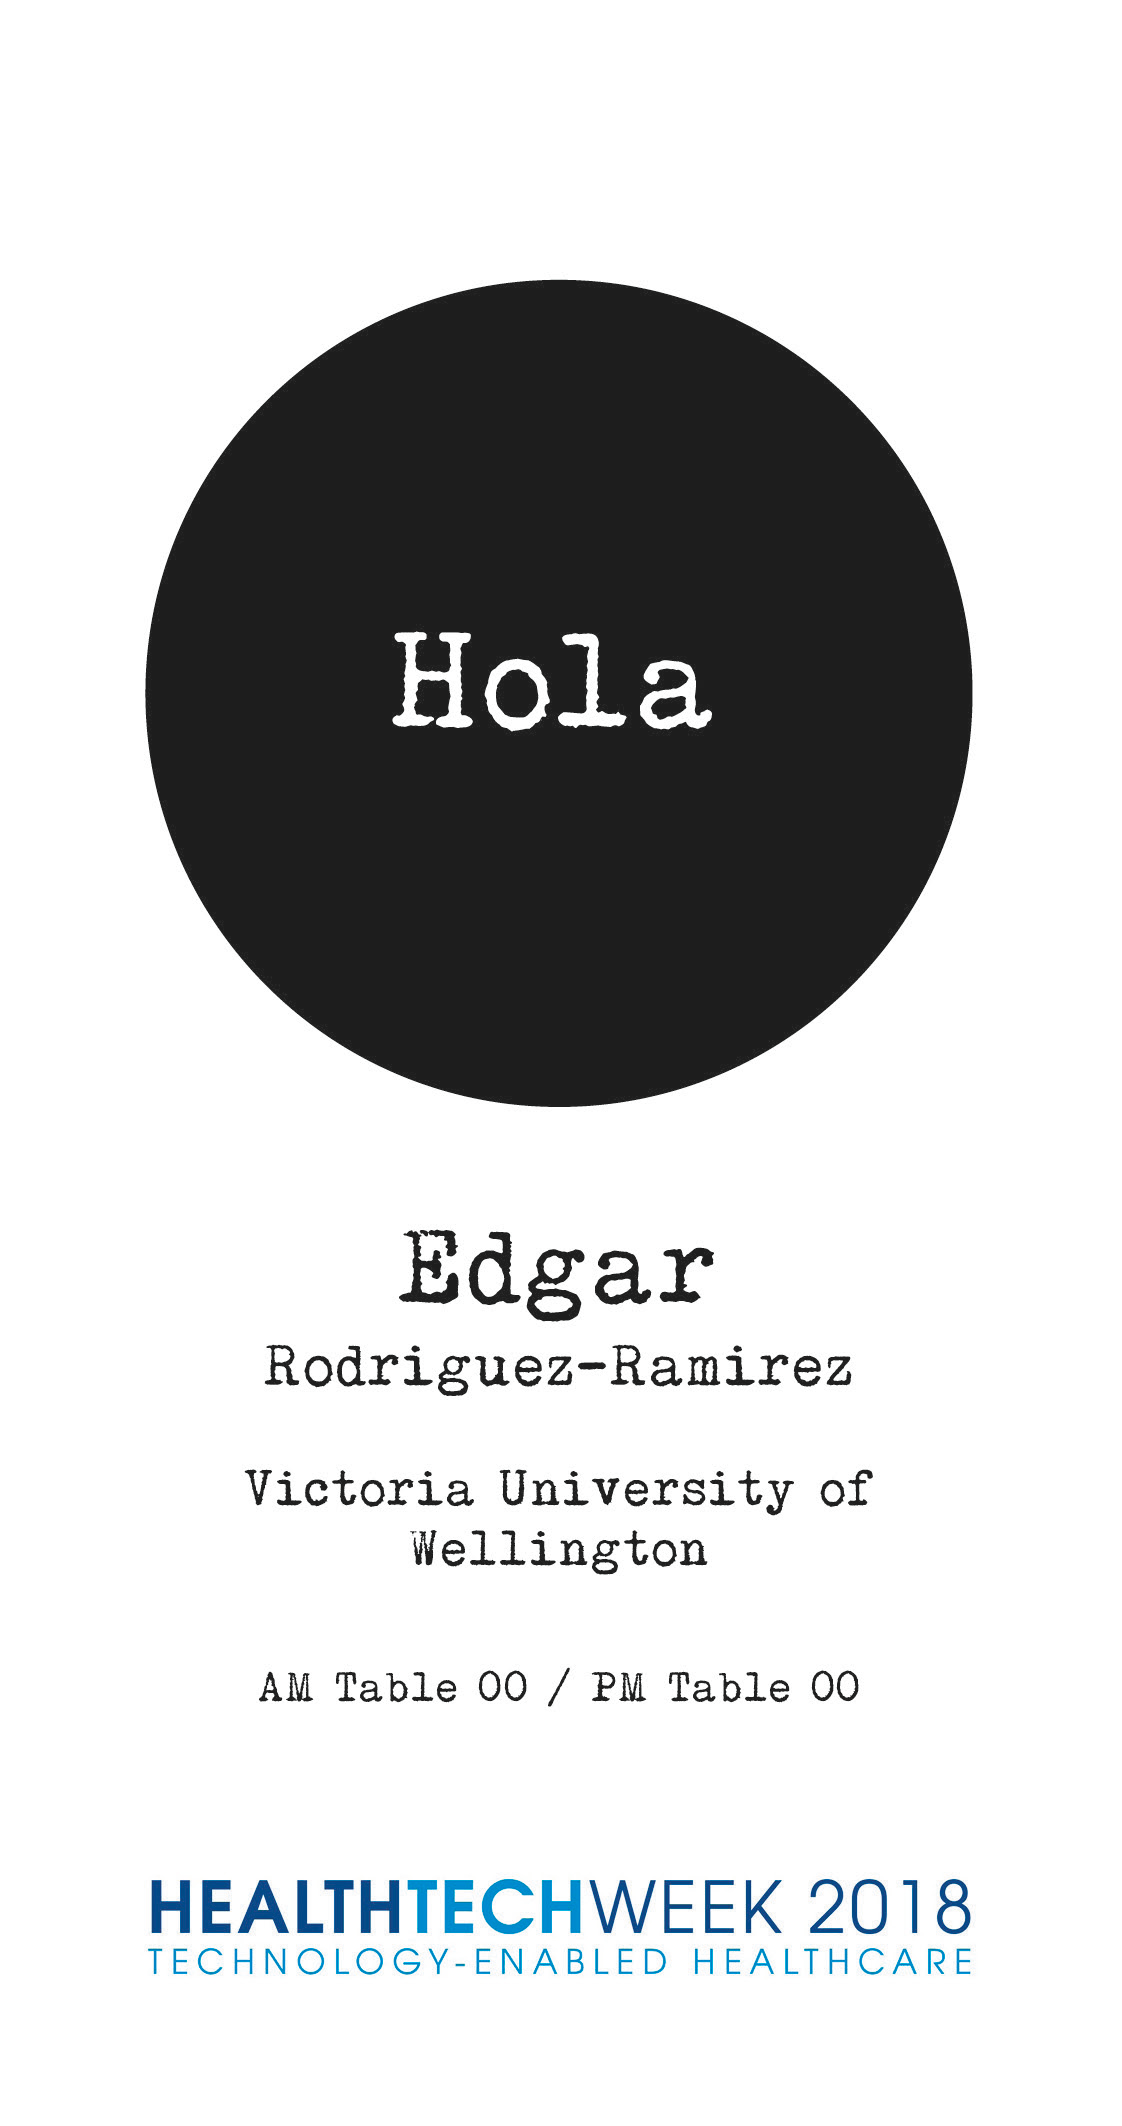 Hola
Edgar
Rodriguez-Ramirez
Victoria University of
Wellington
AM Table 00 / PM Table 00
HEALTHTECHWEEK 2018
TECHNOLOGY-ENABLED HEALTHCARE